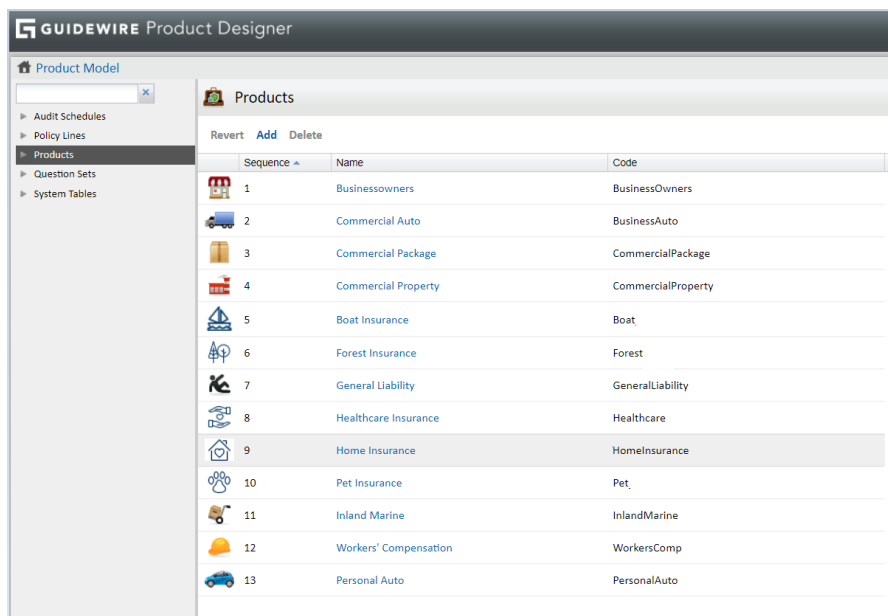 GUIDEWIRE Product Designer
Product Model
Audit Schedules
Policy Lines
Products
Question Sets
System Tables
Products
Revert Add Delete
Sequence Name Code
1 Businessowners BusinessOwners
2 Commercial Auto BusinessAuto
3 Commercial Package CommercialPackage
4 Commercial Property CommercialProperty
5 Boat Insurance Boat
6 Forest Insurance Forest
7 General Liability GeneralLiability
8 Healthcare Insurance Healthcare
9 Home Insurance HomeInsurance
10 Pet Insurance Pet
11 Inland Marine InlandMarine
12 Workers' Compensation WorkersComp
13 Personal Auto PersonalAuto